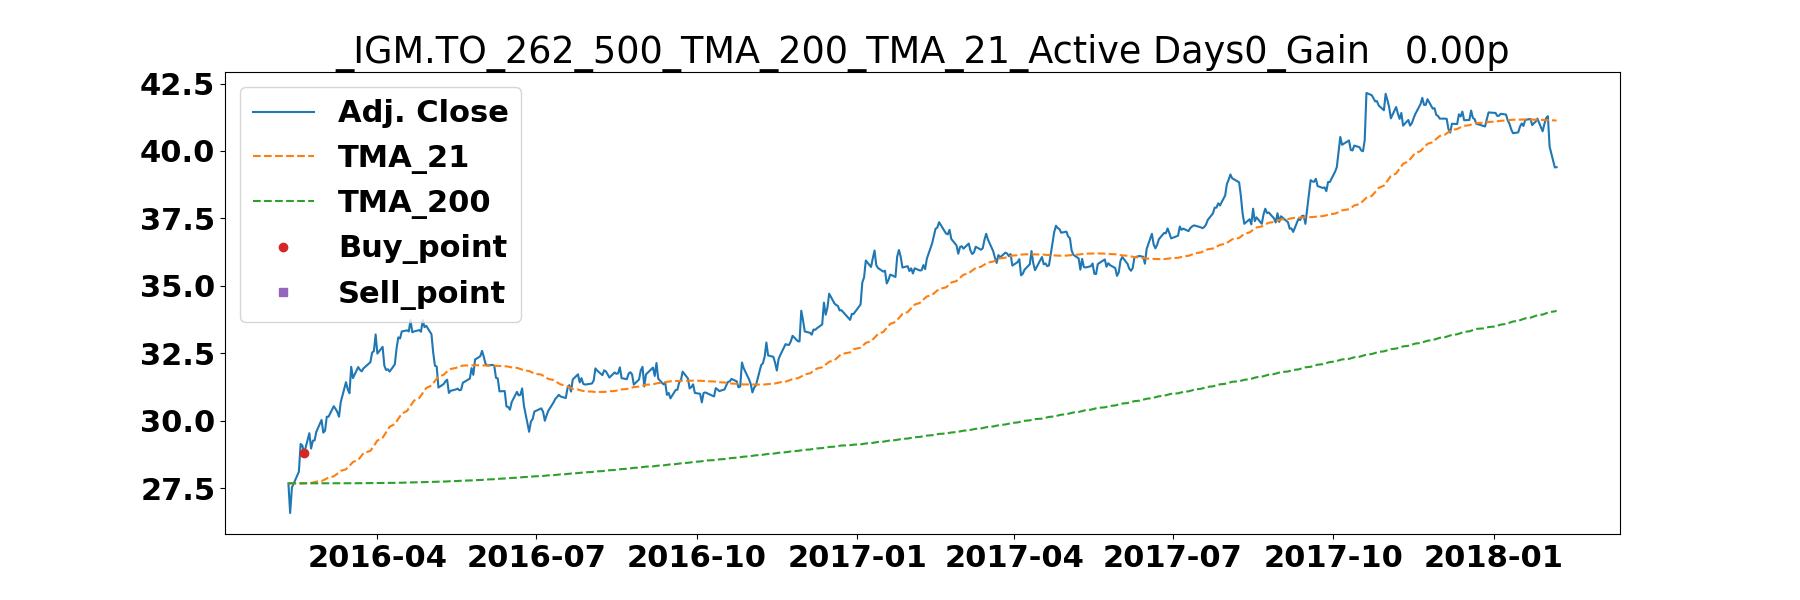 _IGM.TO_262_500_TMA_200_TMA_21_Active Days0_Gain   0.00p
42.5
40.0
37.5
35.0
32.5
30.0
27.5
Adj. Close
TMA_21
TMA_200
Buy_point
Sell_point
2016-04 2016-07 2016-10 2017-01 2017-04 2017-07 2017-10 2018-01